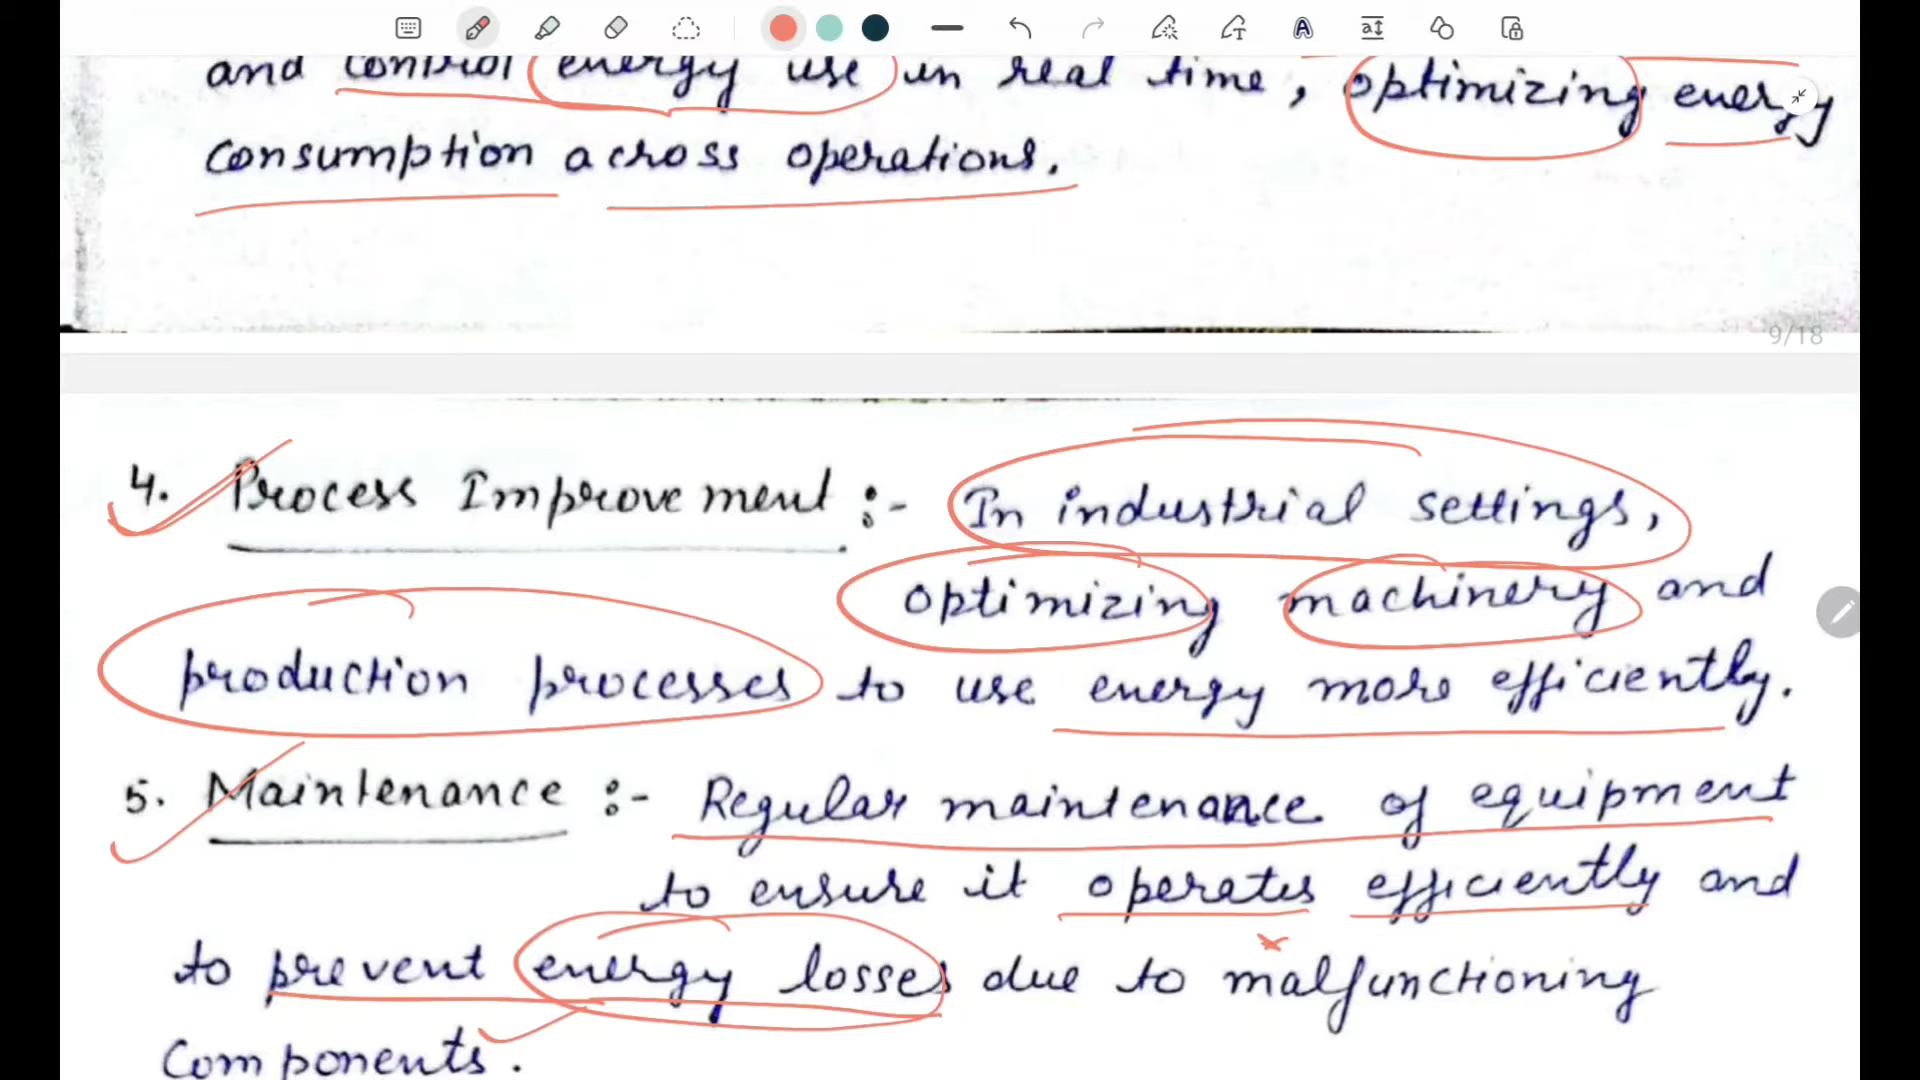 and control energy use in real time, optimizing energy
consumption across operations.
9/18
4. Process Improvement :- In industrial settings,
optimizing machinery and
production processes to use energy more efficiently.
5. Maintenance :- Regular maintenance of equipment
to ensure it operates efficiently and
to prevent energy losses due to malfunctioning
Components.